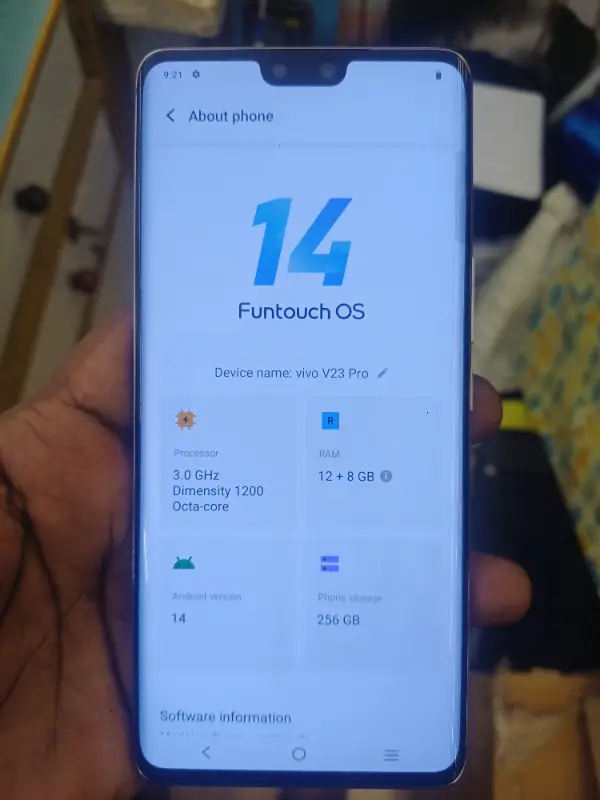 9:21
About phone
14
Funtouch OS
Device name: vivo V23 Pro
Processor
3.0 GHz
Dimensity 1200
Octa-core
R
RAM
12 + 8 GB
Android version
14
Phone storage
256 GB
Software information